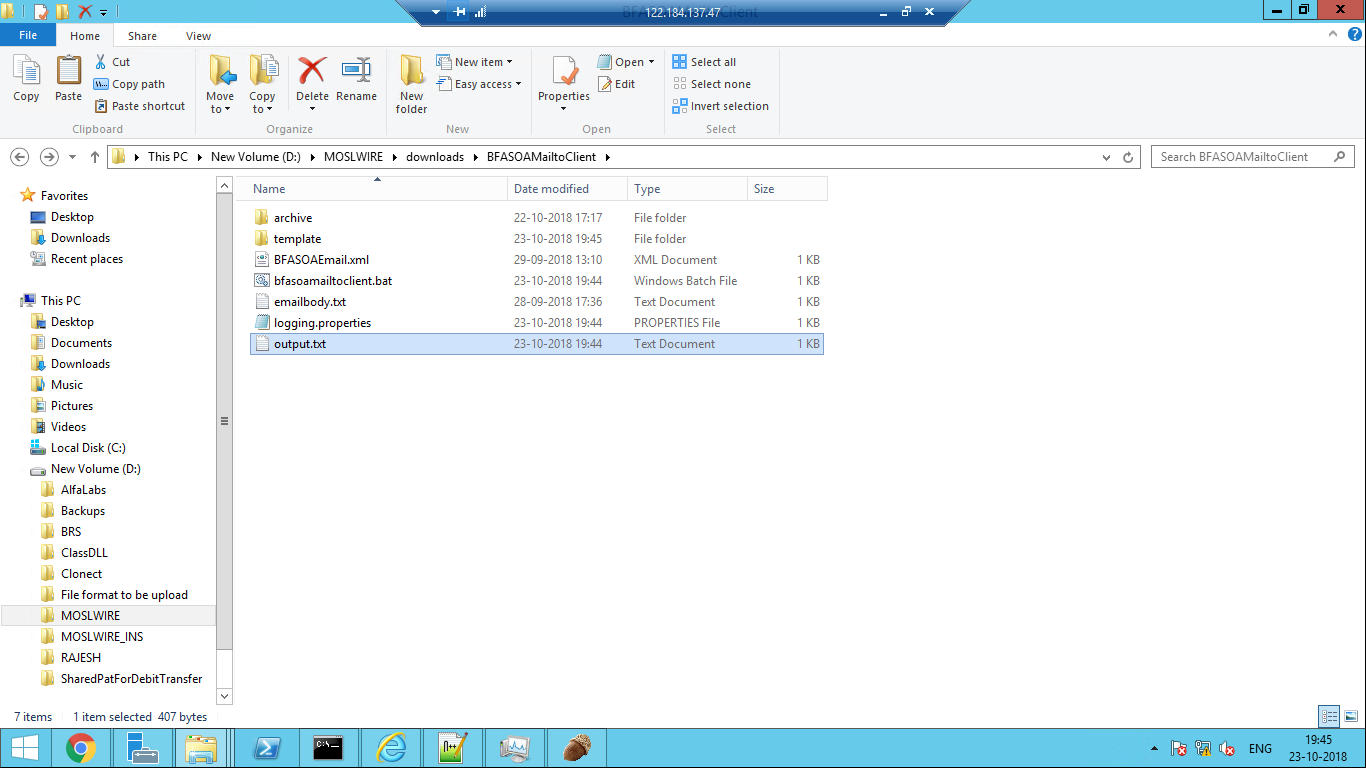 122.184.137.47
File Home Share View
Copy
Paste
Cut
Copy path
Paste shortcut
Clipboard
Move to
Copy to
Delete
Rename
Organize
New folder
New item
Easy access
New
Properties
Open
Edit
Open
Select all
Select none
Invert selection
Select
This PC New Volume (D:) MOSLWIRE downloads BFASOAMailtoClient
Search BFASOAMailtoClient
Favorites
Desktop
Downloads
Recent places
This PC
Desktop
Documents
Downloads
Music
Pictures
Videos
Local Disk (C:)
New Volume (D:)
AlfaLabs
Backups
BRS
ClassDLL
Clonect
File format to be upload
MOSLWIRE
MOSLWIRE_INS
RAJESH
SharedPatForDebitTransfer
Name Date modified Type Size
archive 22-10-2018 17:17 File folder
template 23-10-2018 19:45 File folder
BFASOAEmail.xml 29-09-2018 13:10 XML Document 1 KB
bfasoamailtoclient.bat 23-10-2018 19:44 Windows Batch File 1 KB
emailbody.txt 28-09-2018 17:36 Text Document 1 KB
logging.properties 23-10-2018 19:44 PROPERTIES File 1 KB
output.txt 23-10-2018 19:44 Text Document 1 KB
7 items 1 item selected 407 bytes
C:\
ENG
19:45
23-10-2018